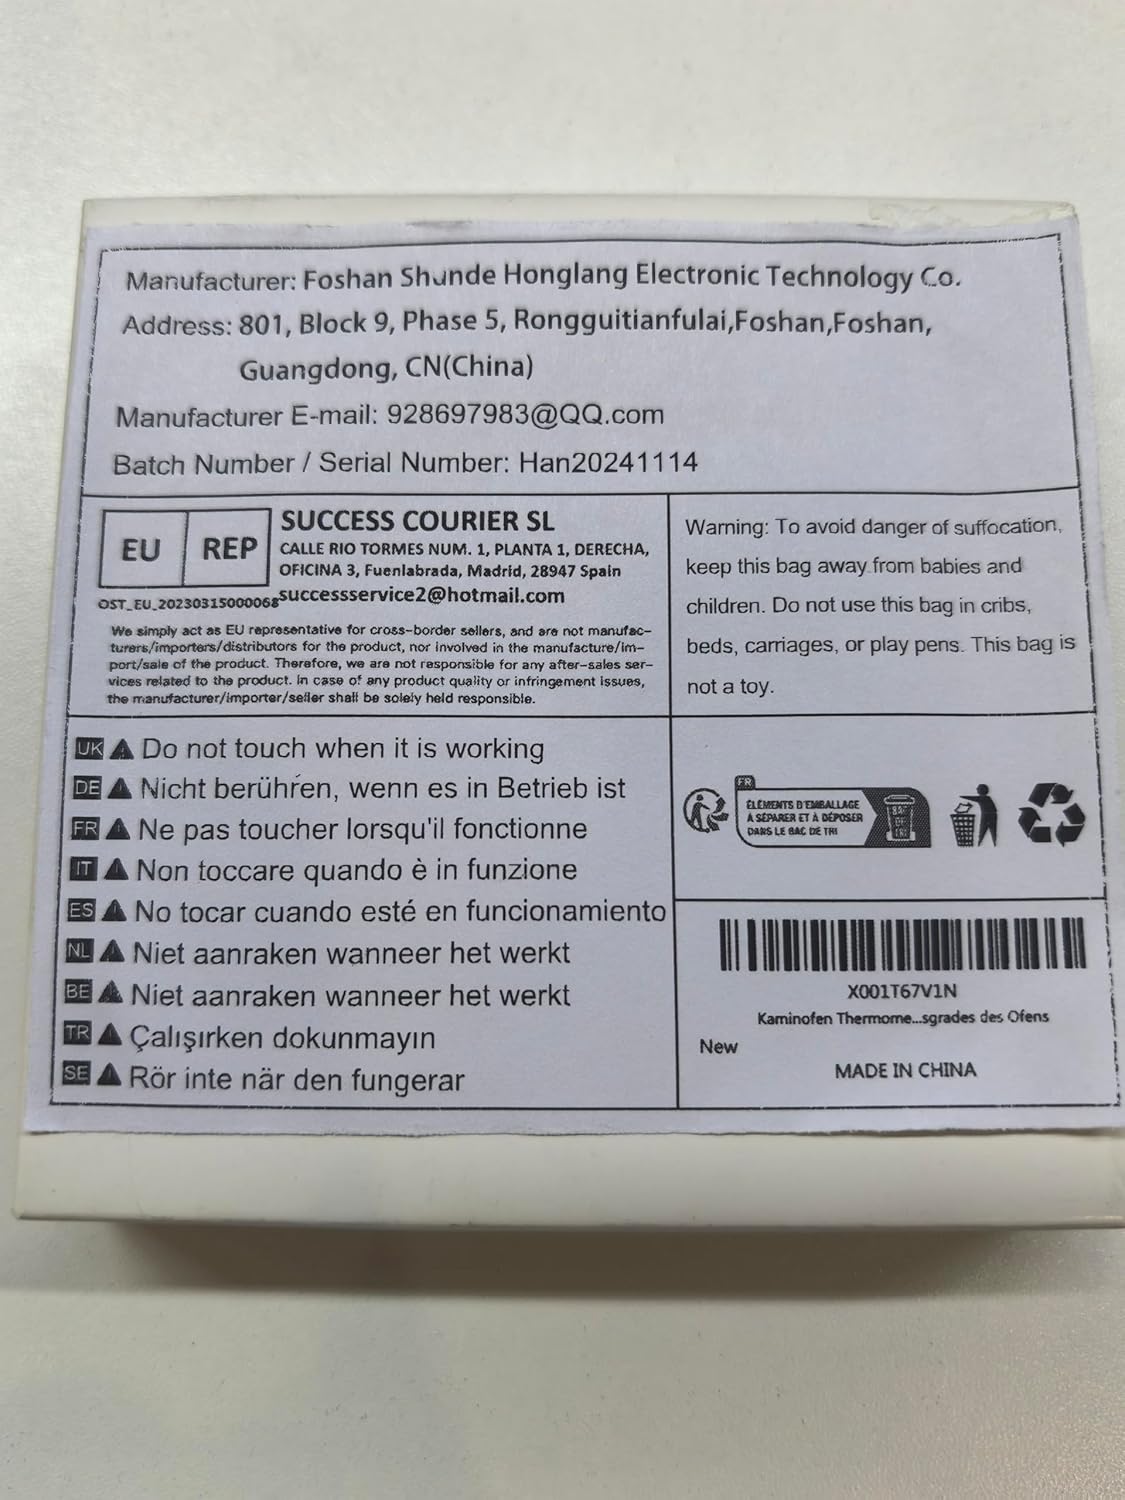 Manufacturer: Foshan Shunde Honglang Electronic Technology Co.
Address: 801, Block 9, Phase 5, Rongguitianfulai,Foshan,Foshan,
Guangdong, CN(China)
Manufacturer E-mail: 928697983@QQ.com
Batch Number / Serial Number: Han20241114
EU REP
SUCCESS COURIER SL
CALLE RIO TORMES NUM. 1, PLANTA 1, DERECHA,
OFICINA 3, Fuenlabrada, Madrid, 28947 Spain
OST_EU_20230315000068
successservice2@hotmail.com
We simply act as EU representative for cross-border sellers, and are not manufac-
turers/importers/distributors for the product, nor involved in the manufacture/im-
port/sale of the product. Therefore, we are not responsible for any after-sales ser-
vices related to the product. In case of any product quality or infringement issues,
the manufacturer/importer/seller shall be solely held responsible.
Warning: To avoid danger of suffocation,
keep this bag away from babies and
children. Do not use this bag in cribs,
beds, carriages, or play pens. This bag is
not a toy.
UK Do not touch when it is working
DE Nicht berühren, wenn es in Betrieb ist
FR Ne pas toucher lorsqu'il fonctionne
IT Non toccare quando è in funzione
ES No tocar cuando esté en funcionamiento
NL Niet aanraken wanneer het werkt
BE Niet aanraken wanneer het werkt
TR Çalışırken dokunmayın
SE Rör inte när den fungerar
FR
ÉLÉMENTS D'EMBALLAGE
À SÉPARER ET À DÉPOSER
DANS LE BAC DE TRI
BAC
DE
TRI
X001T67V1N
Kaminofen Thermome...sgrades des Ofens
New
MADE IN CHINA